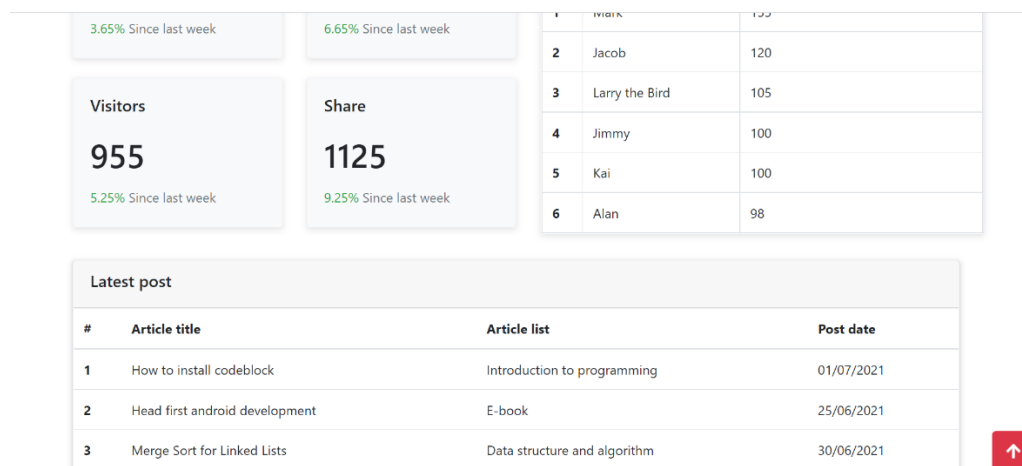 3.65% Since last week
6.65% Since last week
Visitors
955
5.25% Since last week
Share
1125
9.25% Since last week
1 Mark
2 Jacob 120
3 Larry the Bird 105
4 Jimmy 100
5 Kai 100
6 Alan 98
Latest post
# Article title Article list Post date
1 How to install codeblock Introduction to programming 01/07/2021
2 Head first android development E-book 25/06/2021
3 Merge Sort for Linked Lists Data structure and algorithm 30/06/2021